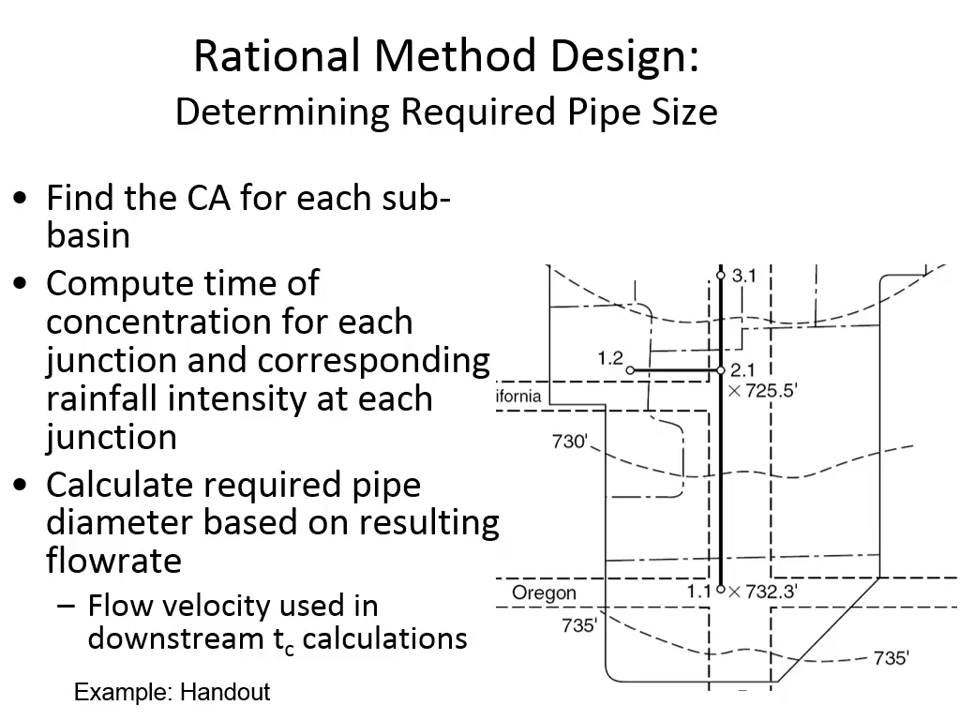 Rational Method Design:
Determining Required Pipe Size
• Find the CA for each sub-
basin
• Compute time of
concentration for each
junction and corresponding
rainfall intensity at each
junction
• Calculate required pipe
diameter based on resulting
flowrate
– Flow velocity used in
downstream tc calculations
Example: Handout
3.1
1.2
2.1
× 725.5'
ifornia
730'
Oregon
1.1
× 732.3'
735'
735'